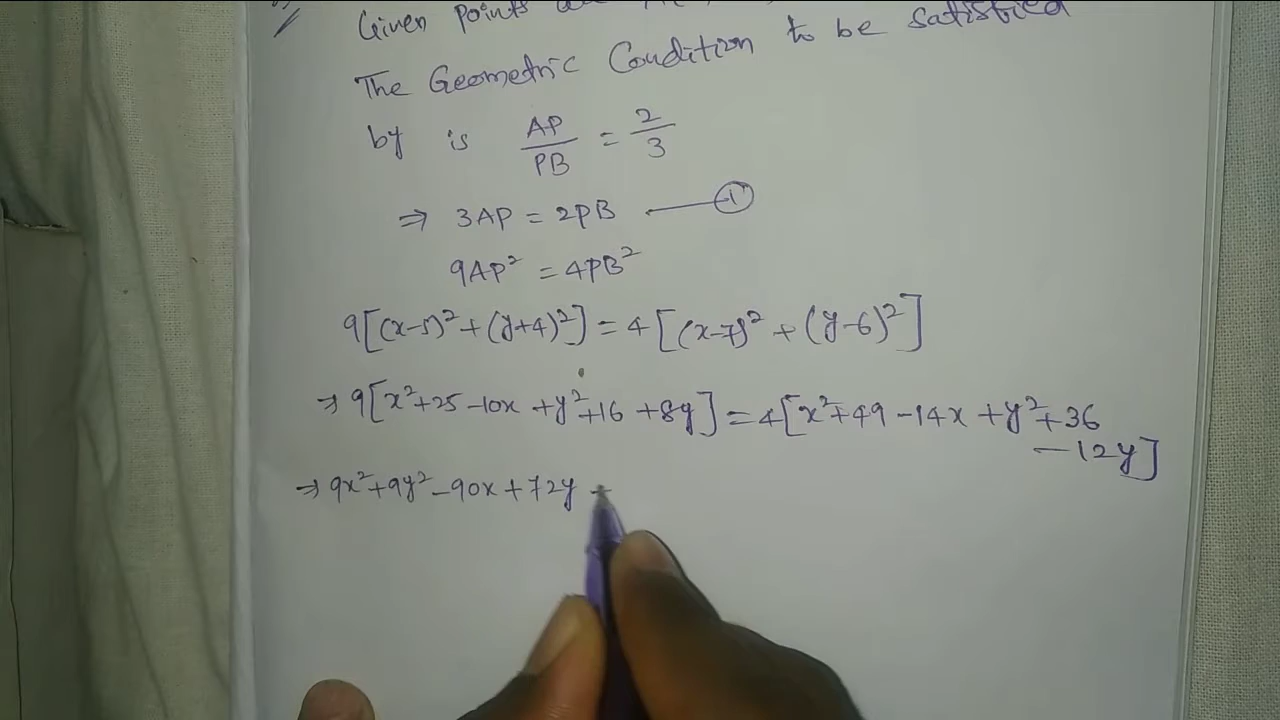 Given points
The Geometric Condition to be satisfied
by is AP/PB = 2/3
⇒ 3AP = 2PB —— ①
9AP² = 4PB²
9[(x-5)² + (y+4)²] = 4[(x-7)² + (y-6)²]
⇒ 9[x²+25-10x+y²+16+8y] = 4[x²+49-14x+y²+36
-12y]
⇒ 9x²+9y²-90x+72y